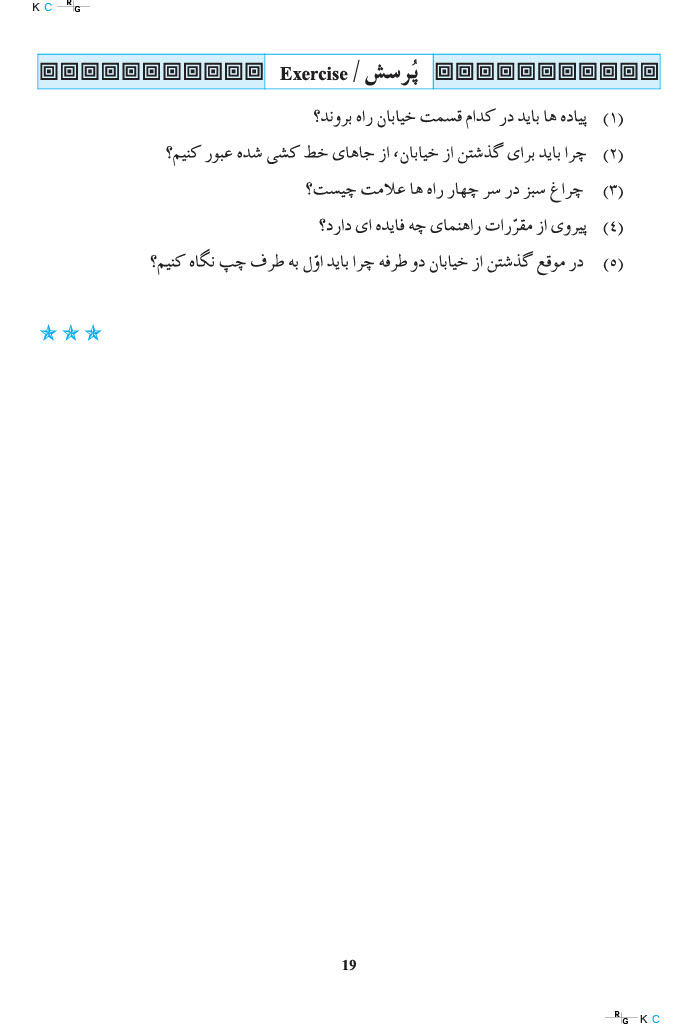 K C R G
پُرسش / Exercise
(۱) پیاده ها باید در کدام قسمت خیابان راه بروند؟
(۲) چرا باید برای گذشتن از خیابان، از جاهای خط کشی شده عبور کنیم؟
(۳) چراغ سبز در سر چهار راه ها علامت چیست؟
(٤) پیروی از مقرّرات راهنمای چه فایده ای دارد؟
(٥) در موقع گذشتن از خیابان دو طرفه چرا باید اوّل به طرف چپ نگاه کنیم؟
19
R G K C